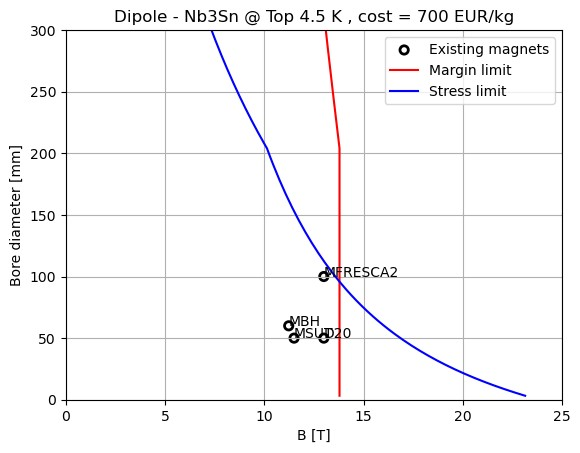 Dipole - Nb3Sn @ Top 4.5 K , cost = 700 EUR/kg
Existing magnets
Margin limit
Stress limit
300
250
200
150
100
50
0
Bore diameter [mm]
MFRESCA2
MBH
MSUT
D20
0 5 10 15 20 25
B [T]